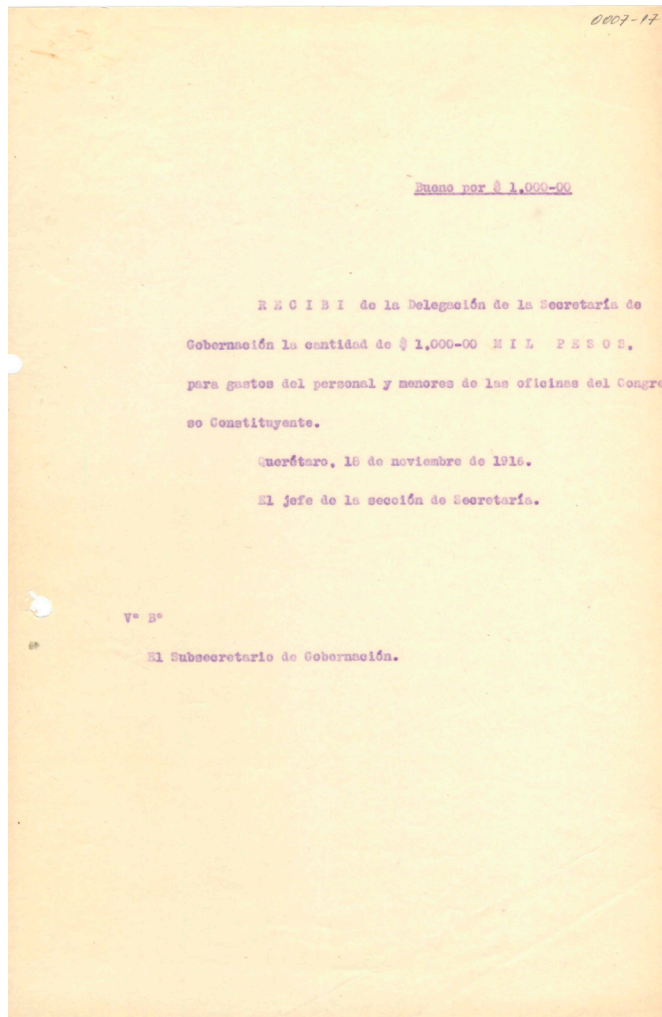 0007-17
Bueno por $ 1,000-00
R E C I B I de la Delegación de la Secretaría de
Gobernación la cantidad de $ 1,000-00 M I L P E S O S,
para gastos del personal y menores de las oficinas del Congre
so Constituyente.
Querétaro, 18 de noviembre de 1916.
El jefe de la sección de Secretaría.
V° B°
El Subsecretario de Gobernación.